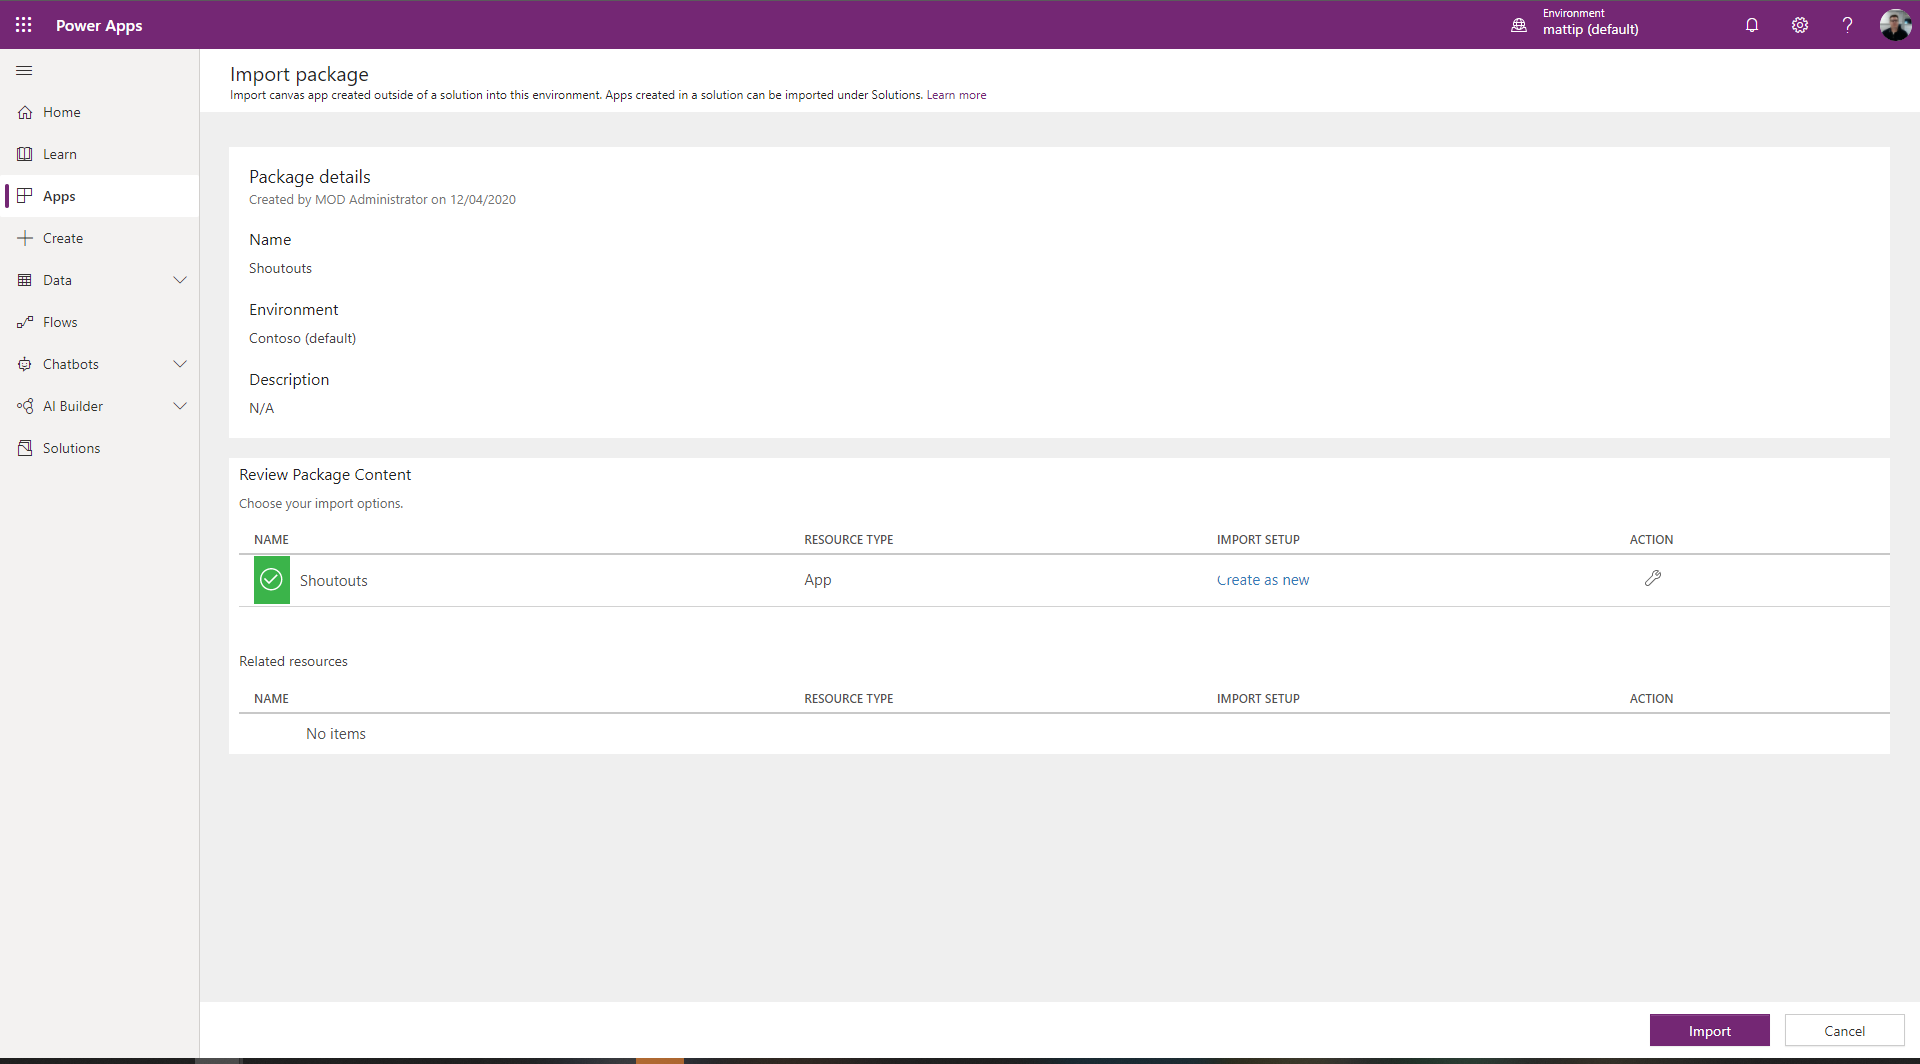 Power Apps
Environment
mattip (default)
?
Home
Learn
Apps
Create
Data
Flows
Chatbots
AI Builder
Solutions
Import package
Import canvas app created outside of a solution into this environment. Apps created in a solution can be imported under Solutions. Learn more
Package details
Created by MOD Administrator on 12/04/2020
Name
Shoutouts
Environment
Contoso (default)
Description
N/A
Review Package Content
Choose your import options.
NAME RESOURCE TYPE IMPORT SETUP ACTION
Shoutouts App Create as new
Related resources
NAME RESOURCE TYPE IMPORT SETUP ACTION
No items
Import Cancel